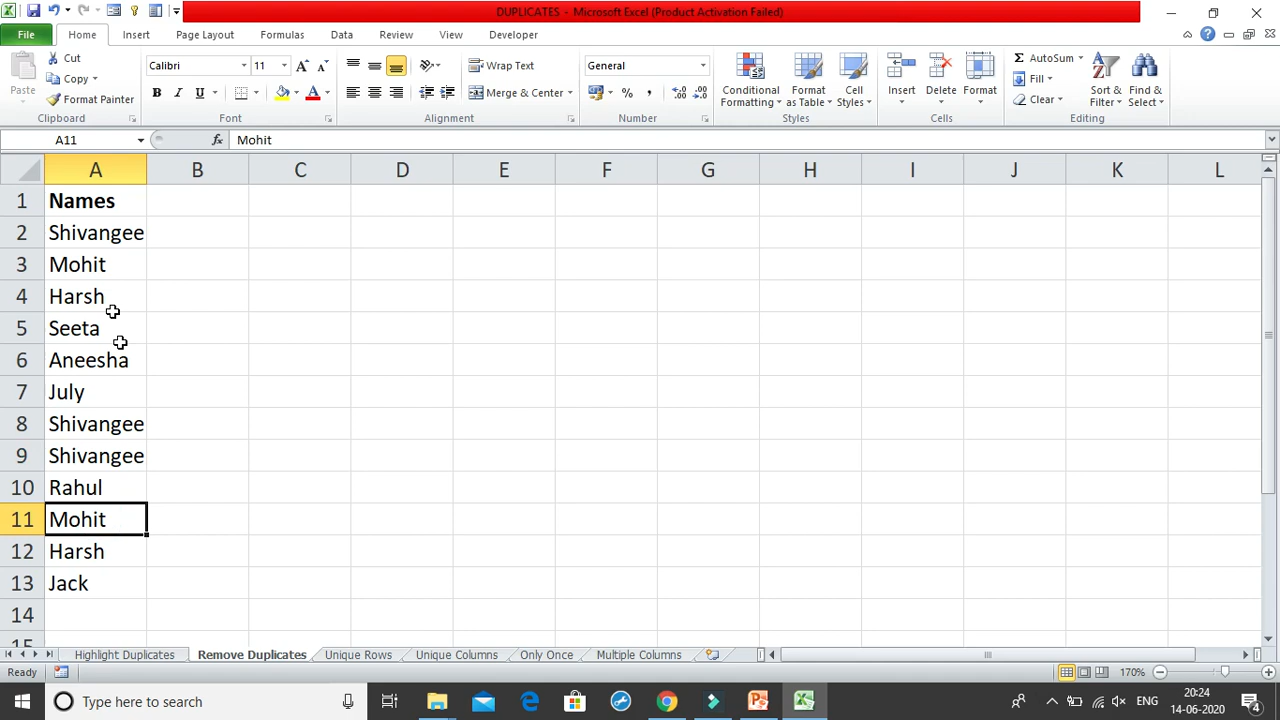 DUPLICATES - Microsoft Excel (Product Activation Failed)
File Home Insert Page Layout Formulas Data Review View Developer
Paste Cut Copy Format Painter Clipboard
Calibri 11 B I U A A A Font
Wrap Text Merge & Center Alignment
General % , Number
Conditional Formatting Format as Table Cell Styles Styles
Insert Delete Format Cells
Σ AutoSum Fill Clear Sort & Filter Find & Select Editing
A11 fx Mohit
A B C D E F G H I J K L
1 Names
2 Shivangee
3 Mohit
4 Harsh
5 Seeta
6 Aneesha
7 July
8 Shivangee
9 Shivangee
10 Rahul
11 Mohit
12 Harsh
13 Jack
14
15
Highlight Duplicates Remove Duplicates Unique Rows Unique Columns Only Once Multiple Columns
Ready 170%
Type here to search ENG 20:24
14-06-2020 4